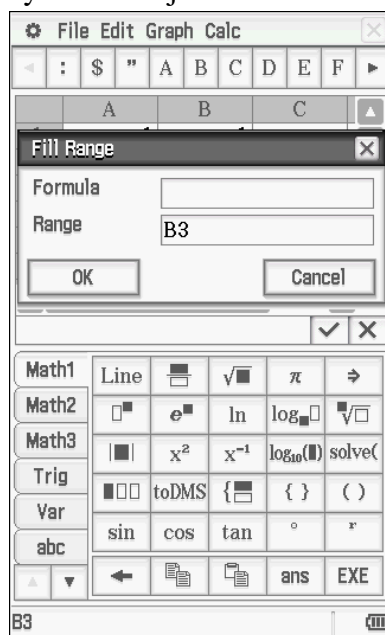 File Edit Graph Calc
: $ " A B C D E F
A B C
Fill Range
Formula
Range B3
OK Cancel
Math1 Line √■ π ⇒
Math2 e■ ln log■□ √□
Math3 |■| x² x⁻¹ log₁₀(■) solve(
Trig toDMS { } ( )
Var sin cos tan ° r
abc
ans EXE
B3